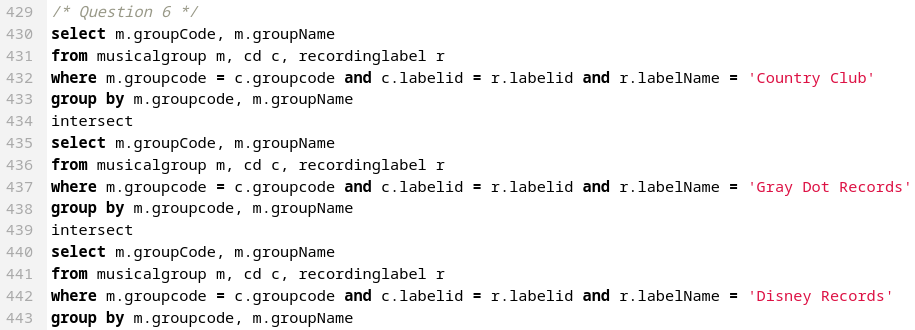 429 /* Question 6 */
430 select m.groupCode, m.groupName
431 from musicalgroup m, cd c, recordinglabel r
432 where m.groupcode = c.groupcode and c.labelid = r.labelid and r.labelName = 'Country Club'
433 group by m.groupcode, m.groupName
434 intersect
435 select m.groupCode, m.groupName
436 from musicalgroup m, cd c, recordinglabel r
437 where m.groupcode = c.groupcode and c.labelid = r.labelid and r.labelName = 'Gray Dot Records'
438 group by m.groupcode, m.groupName
439 intersect
440 select m.groupCode, m.groupName
441 from musicalgroup m, cd c, recordinglabel r
442 where m.groupcode = c.groupcode and c.labelid = r.labelid and r.labelName = 'Disney Records'
443 group by m.groupcode, m.groupName